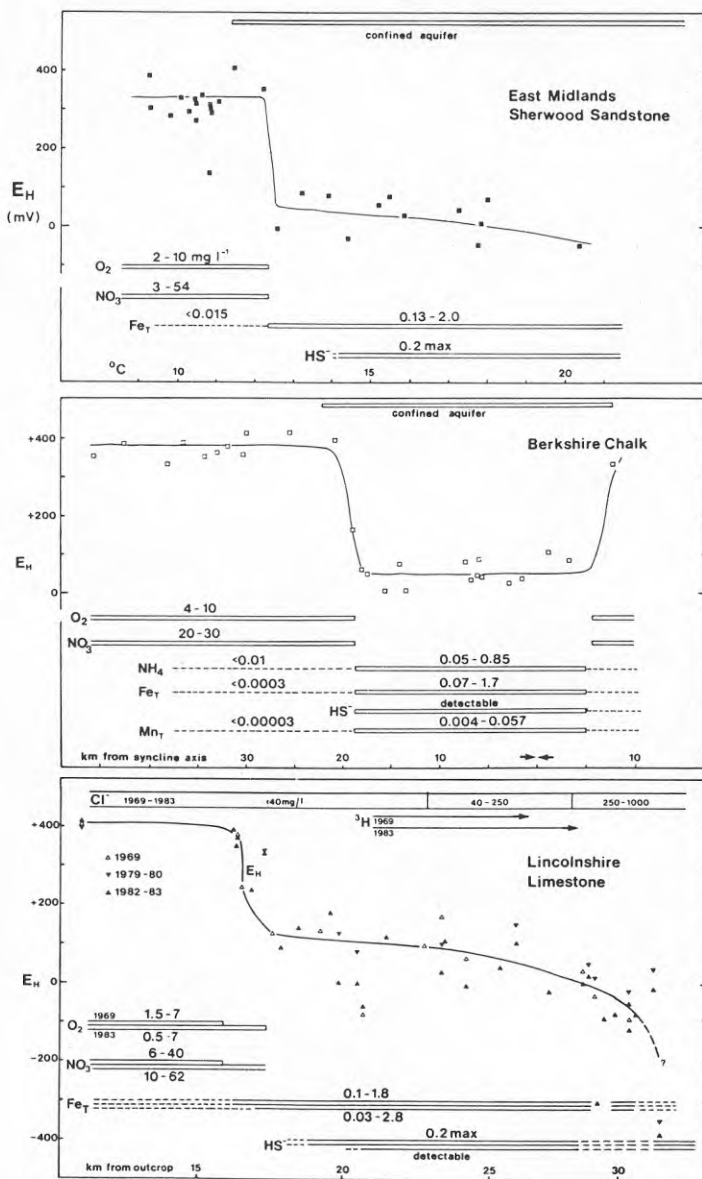 confined aquifer
East Midlands
Sherwood Sandstone
400
200
0
E_H
(mV)
O₂ 2-10 mg l⁻¹
NO₃ 3-54
Fe_T <0.015 0.13-2.0
HS⁻ 0.2 max
°C 10 15 20
confined aquifer
Berkshire Chalk
+400
+200
0
E_H
O₂ 4-10
NO₃ 20-30
NH₄ <0.01 0.05-0.85
Fe_T <0.0003 0.07-1.7
HS⁻ detectable
Mn_T <0.00003 0.004-0.057
km from syncline axis 30 20 10 10
Cl⁻ 1969-1983 40mg/l 40-250 250-1000
³H 1969
1983
Lincolnshire
Limestone
+400
+200
0
-200
-400
E_H
△ 1969
▼ 1979-80
▲ 1982-83
E_H
?
O₂ 1969 1.5-7
1983 0.5·7
NO₃ 6-40
10-62
Fe_T 0.1-1.8
0.03-2.8
HS⁻ 0.2 max
detectable
km from outcrop 15 20 25 30